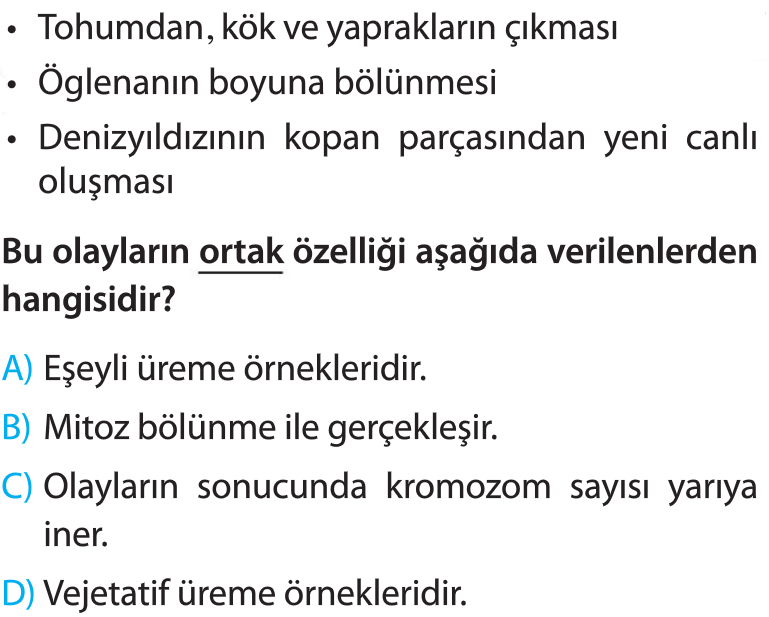 • Tohumdan, kök ve yaprakların çıkması
• Öglenanın boyuna bölünmesi
• Denizyıldızının kopan parçasından yeni canlı
oluşması
Bu olayların ortak özelliği aşağıda verilenlerden
hangisidir?
A) Eşeyli üreme örnekleridir.
B) Mitoz bölünme ile gerçekleşir.
C) Olayların sonucunda kromozom sayısı yarıya
iner.
D) Vejetatif üreme örnekleridir.